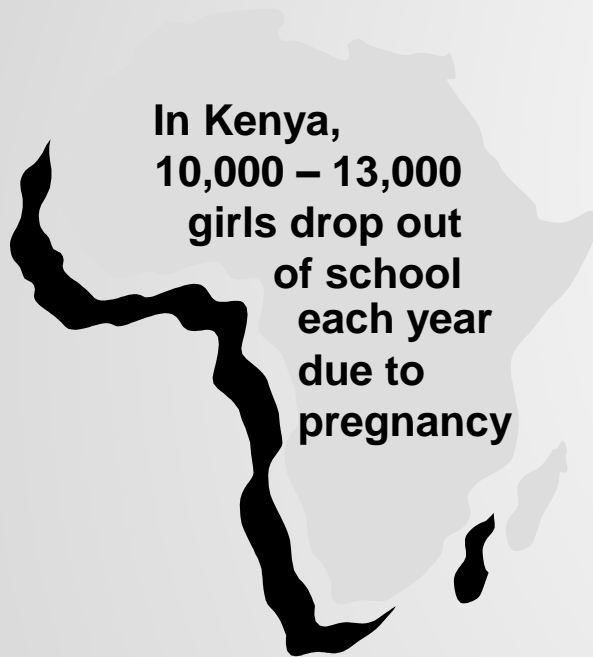 In Kenya,
10,000 – 13,000
girls drop out
of school
each year
due to
pregnancy